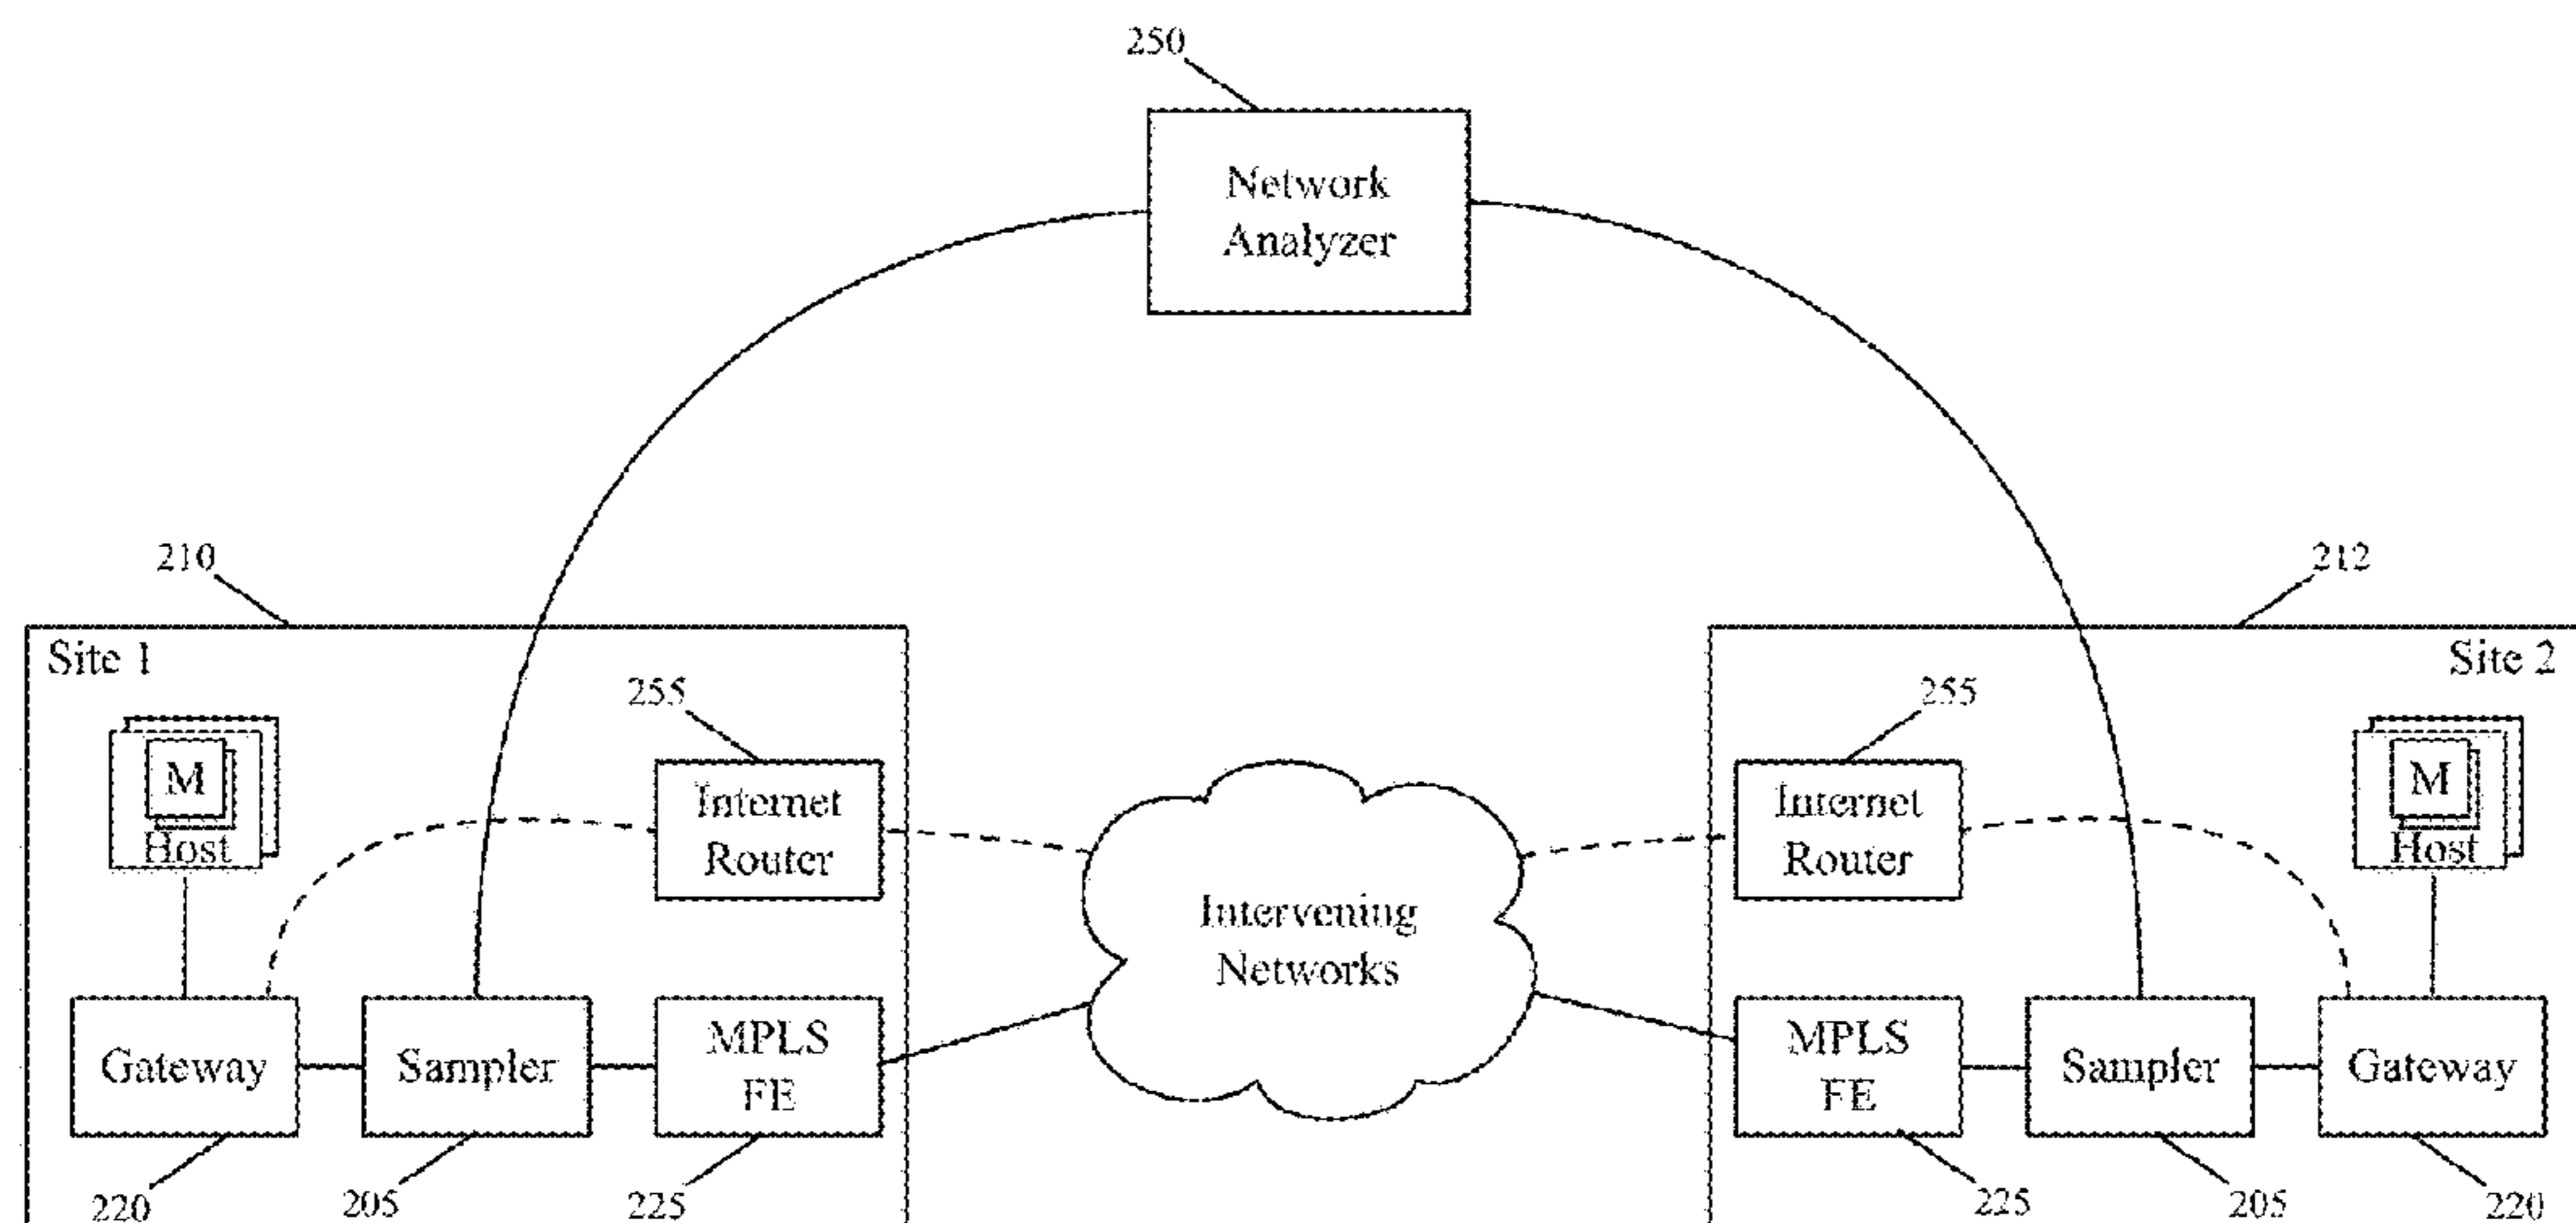 250
Network
Analyzer
210
212
Site 1
Site 2
255
255
M
Host
Internet
Router
Internet
Router
M
Host
Intervening
Networks
Gateway
Sampler
MPLS
FE
MPLS
FE
Sampler
Gateway
220
205
225
225
205
220